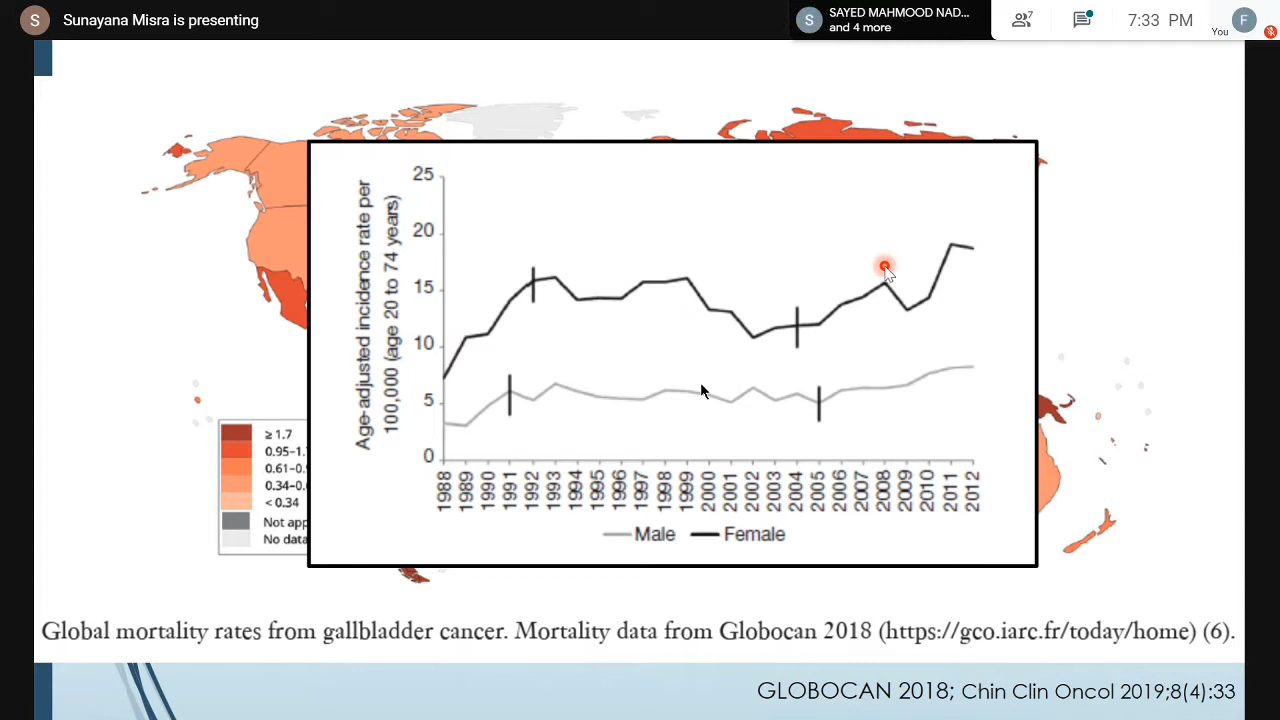 S
Sunayana Misra is presenting
S
SAYED MAHMOOD NAD...
and 4 more
7
7:33 PM
You
F
25
20
15
10
5
0
Age-adjusted incidence rate per
100,000 (age 20 to 74 years)
1988
1989
1990
1991
1992
1993
1994
1995
1996
1997
1998
1999
2000
2001
2002
2003
2004
2005
2006
2007
2008
2009
2010
2011
2012
Male
Female
≥ 1.7
0.95-1.
0.61-0.
0.34-0.
< 0.34
Not app
No data
Global mortality rates from gallbladder cancer. Mortality data from Globocan 2018 (https://gco.iarc.fr/today/home) (6).
GLOBOCAN 2018; Chin Clin Oncol 2019;8(4):33